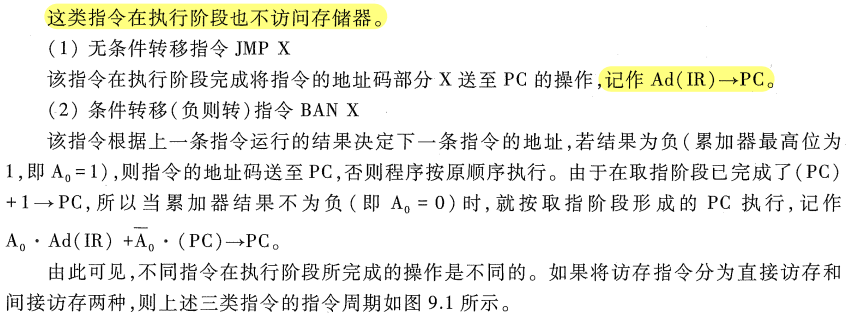 这类指令在执行阶段也不访问存储器。
(1) 无条件转移指令 JMP X
该指令在执行阶段完成将指令的地址码部分 X 送至 PC 的操作,记作 Ad(IR)→PC。
(2) 条件转移(负则转)指令 BAN X
该指令根据上一条指令运行的结果决定下一条指令的地址,若结果为负(累加器最高位为
1,即 A₀=1),则指令的地址码送至 PC,否则程序按原顺序执行。由于在取指阶段已完成了(PC)
+1→PC,所以当累加器结果不为负(即 A₀ = 0)时,就按取指阶段形成的 PC 执行,记作
A₀·Ad(IR) +A̅₀·(PC)→PC。
由此可见,不同指令在执行阶段所完成的操作是不同的。如果将访存指令分为直接访存和
间接访存两种,则上述三类指令的指令周期如图 9.1 所示。